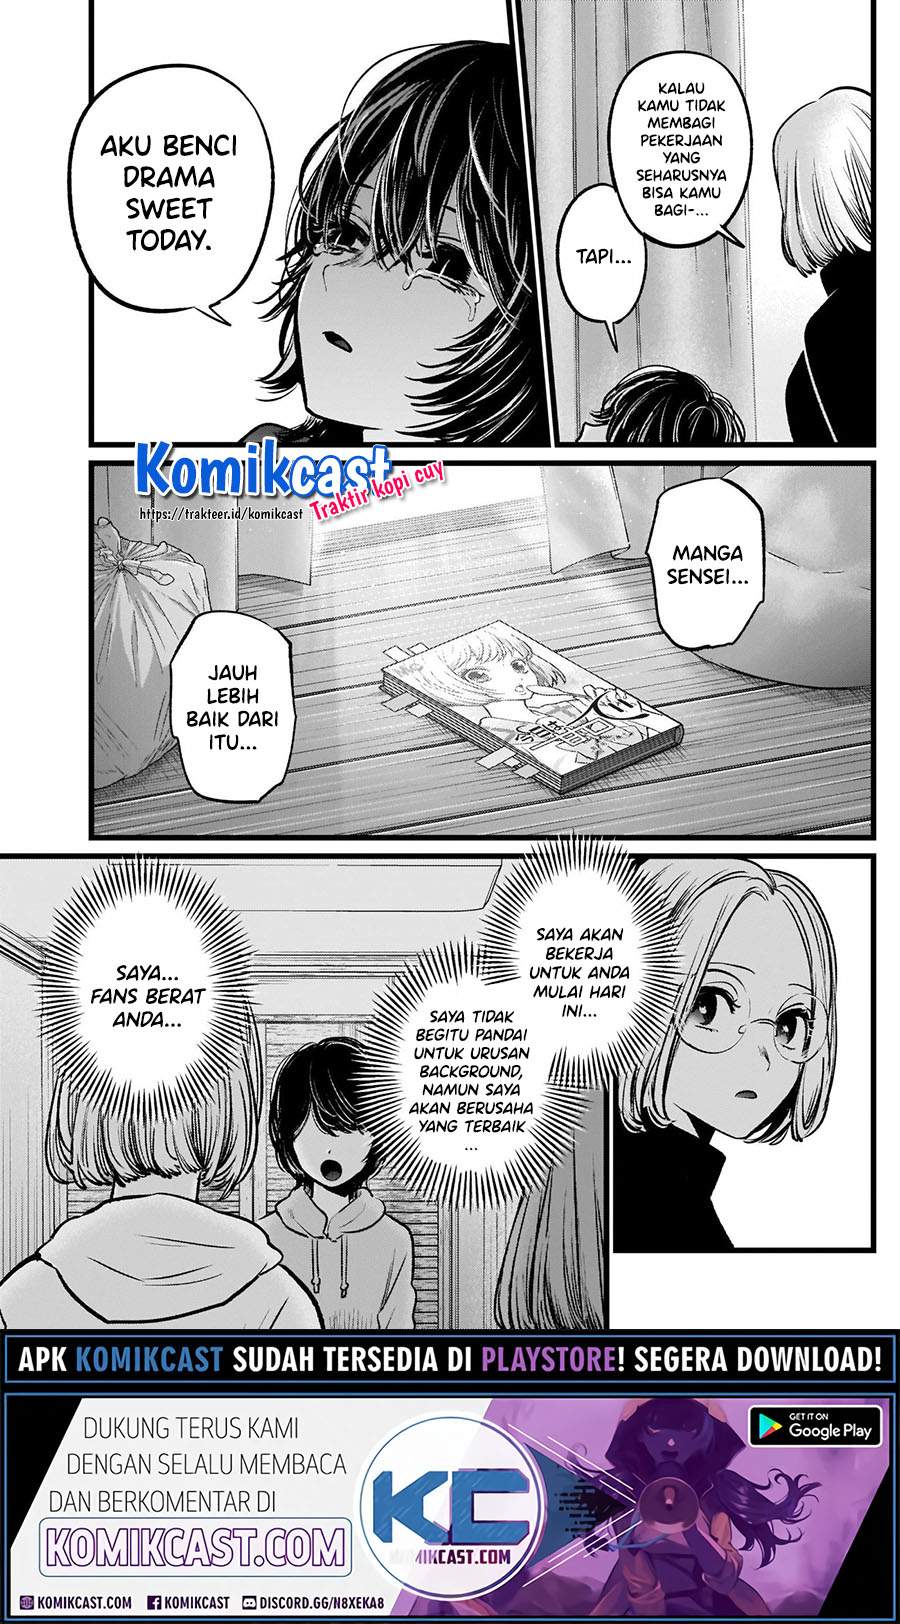 KALAU
KAMU TIDAK
MEMBAGI
PEKERJAAN
YANG
SEHARUSNYA
BISA KAMU
BAGI-...
TAPI...
AKU BENCI
DRAMA
SWEET
TODAY.
Komikcast
https://trakteer.id/komikcast
Traktir kopi cuy
MANGA
SENSEI...
JAUH
LEBIH
BAIK DARI
ITU...
SAYA AKAN
BEKERJA
UNTUK ANDA
MULAI HARI
INI...
SAYA TIDAK
BEGITU PANDAI
UNTUK URUSAN
BACKGROUND,
NAMUN SAYA
AKAN BERUSAHA
YANG TERBAIK
...
SAYA...
FANS BERAT
ANDA...
APK KOMIKCAST SUDAH TERSEDIA DI PLAYSTORE! SEGERA DOWNLOAD!
DUKUNG TERUS KAMI
DENGAN SELALU MEMBACA
DAN BERKOMENTAR DI
KOMIKCAST.COM
KC
KOMIKCAST.COM
GET IT ON
Google Play
KOMIKCAST.COM
KOMIKCAST
DISCORD.GG/N8XEKA8